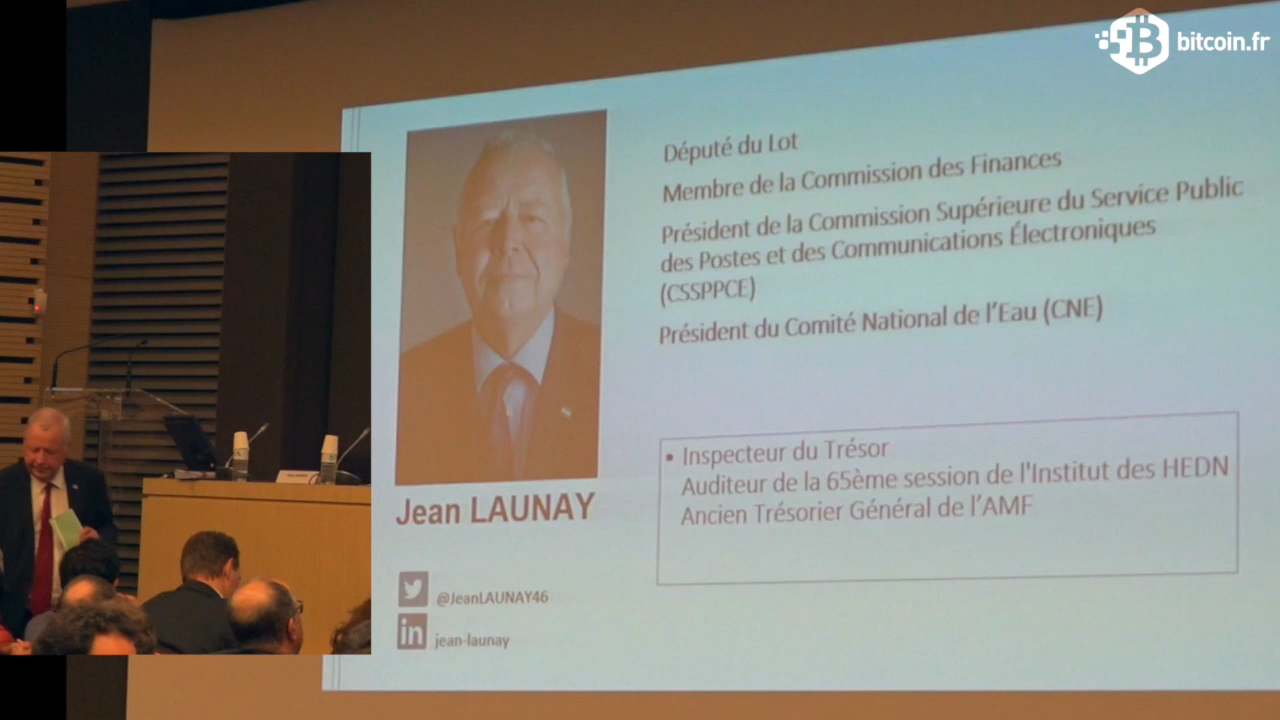 bitcoin.fr
Député du Lot
Membre de la Commission des Finances
Président de la Commission Supérieure du Service Public
des Postes et des Communications Électroniques
(CSSPPCE)
Président du Comité National de l'Eau (CNE)
• Inspecteur du Trésor
Auditeur de la 65ème session de l'Institut des HEDN
Ancien Trésorier Général de l'AMF
Jean LAUNAY
@JeanLAUNAY46
in
jean-launay